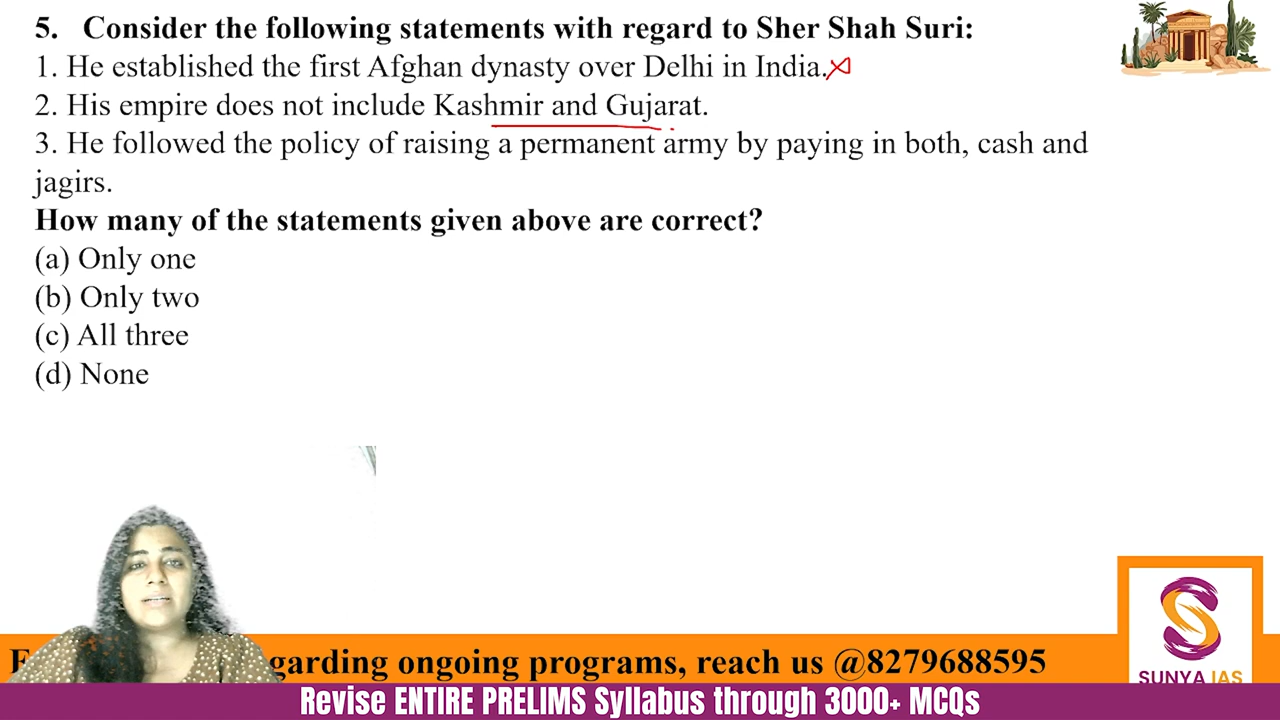 5. Consider the following statements with regard to Sher Shah Suri:
1. He established the first Afghan dynasty over Delhi in India.
2. His empire does not include Kashmir and Gujarat.
3. He followed the policy of raising a permanent army by paying in both, cash and
jagirs.
How many of the statements given above are correct?
(a) Only one
(b) Only two
(c) All three
(d) None
garding ongoing programs, reach us @8279688595
SUNYA IAS
Revise ENTIRE PRELIMS Syllabus through 3000+ MCQs